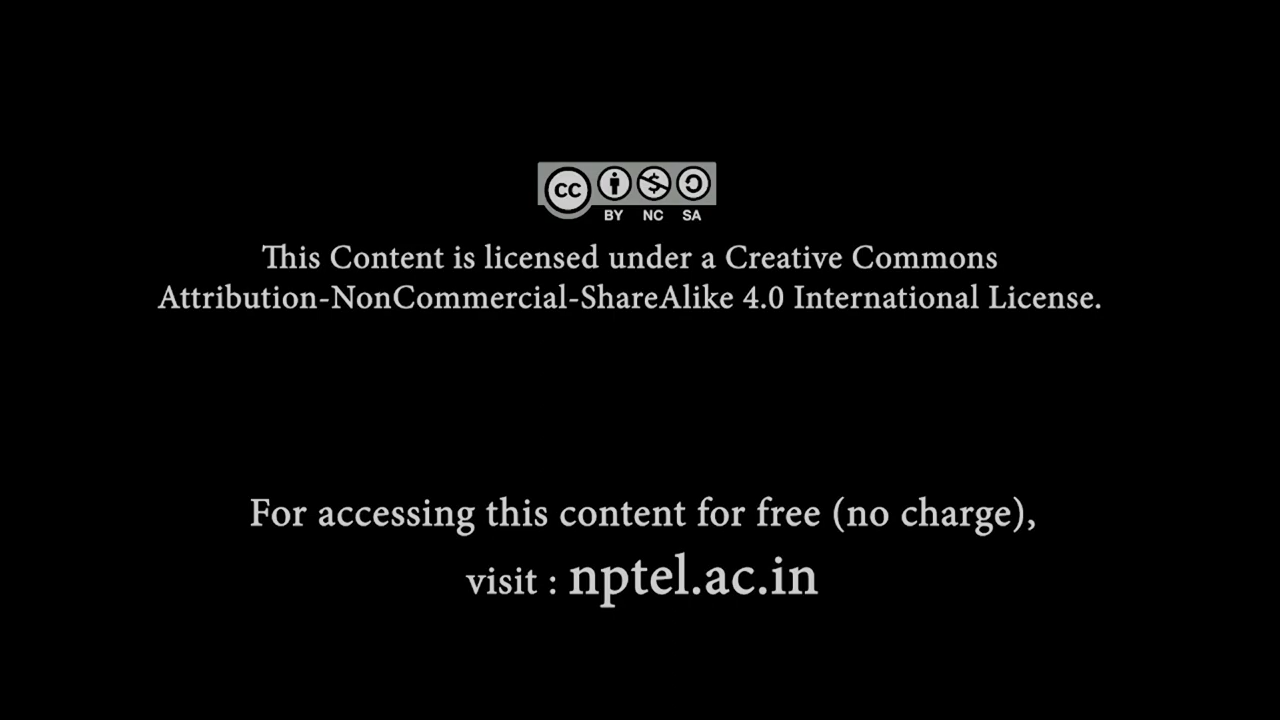 CC
BY NC SA
This Content is licensed under a Creative Commons
Attribution-NonCommercial-ShareAlike 4.0 International License.
For accessing this content for free (no charge),
visit : nptel.ac.in